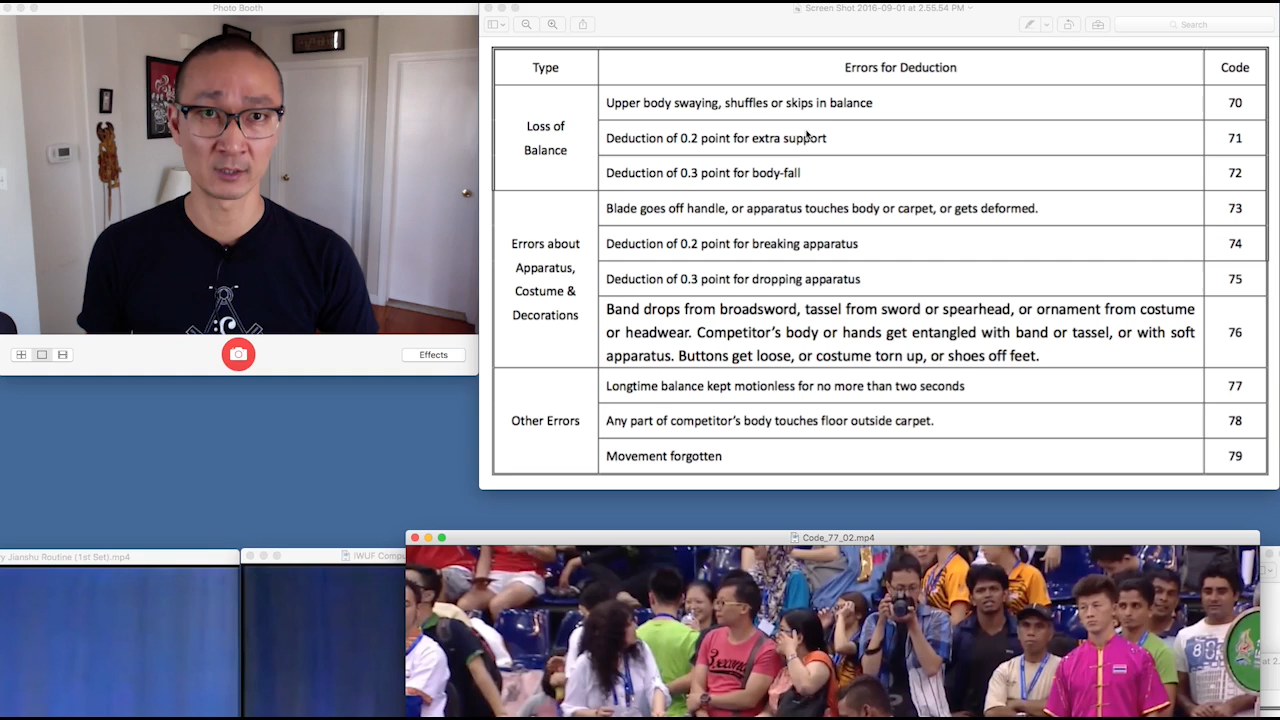 Photo Booth
Screen Shot 2016-09-01 at 2.55.54 PM
Search
Effects
Type
Errors for Deduction
Code
Loss of
Balance
Upper body swaying, shuffles or skips in balance
70
Deduction of 0.2 point for extra support
71
Deduction of 0.3 point for body-fall
72
Errors about
Apparatus,
Costume &
Decorations
Blade goes off handle, or apparatus touches body or carpet, or gets deformed.
73
Deduction of 0.2 point for breaking apparatus
74
Deduction of 0.3 point for dropping apparatus
75
Band drops from broadsword, tassel from sword or spearhead, or ornament from costume
or headwear. Competitor's body or hands get entangled with band or tassel, or with soft
apparatus. Buttons get loose, or costume torn up, or shoes off feet.
76
Other Errors
Longtime balance kept motionless for no more than two seconds
77
Any part of competitor's body touches floor outside carpet.
78
Movement forgotten
79
y Jianshu Routine (1st Set).mp4
IWUF Compu
Code_77_02.mp4
at 2.